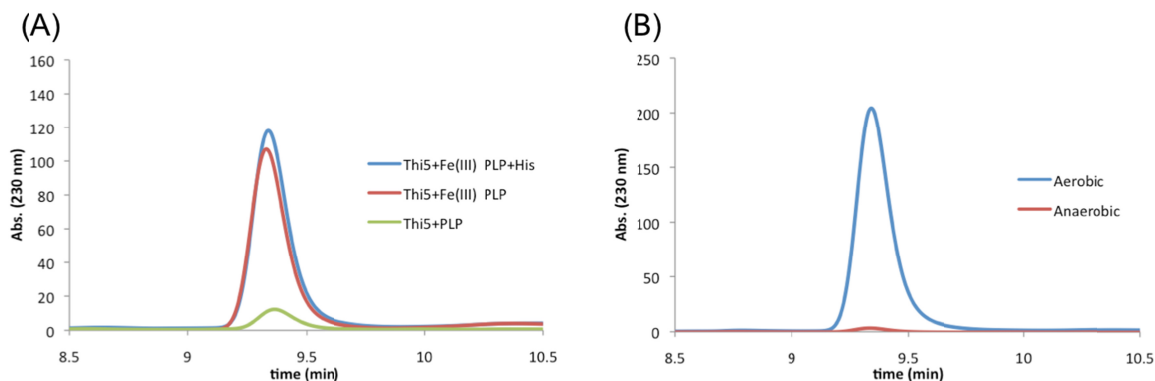 (A)
Abs. (230 nm)
160
140
120
100
80
60
40
20
0
8.5
9
9.5
10
10.5
time (min)
Thi5+Fe(III) PLP+His
Thi5+Fe(III) PLP
Thi5+PLP
(B)
Abs. (230 nm)
250
200
150
100
50
0
8.5
9
9.5
10
10.5
time (min)
Aerobic
Anaerobic